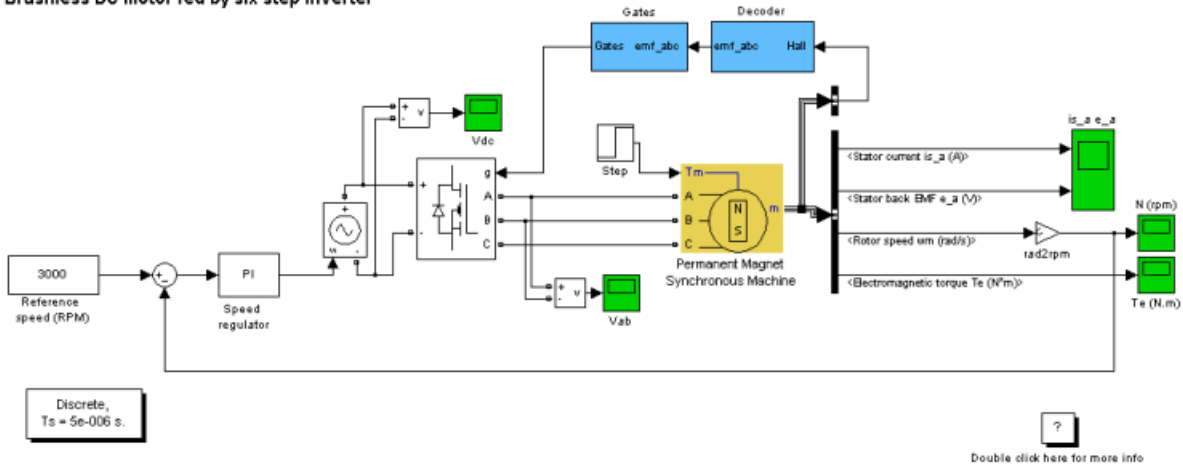 Brushless DC motor fed by six step inverter
Gates
Decoder
Gates emf_abc
emf_abc Hall
+
-
v
Vdc
Step
is_a e_a
<Stator current is_a (A)>
g
A
B
C
+
-
Tm
A
B
C
N
S
m
<Stator back EMF e_a (V)>
N (rpm)
+
s
-
<Rotor speed wm (rad/s)>
rad2rpm
Permanent Magnet
Synchronous Machine
3000
Reference
speed (RPM)
+
-
PI
Speed
regulator
+
-
v
Vab
<Electromagnetic torque Te (N*m)>
Te (N.m)
Discrete,
Ts = 5e-006 s.
?
Double click here for more info